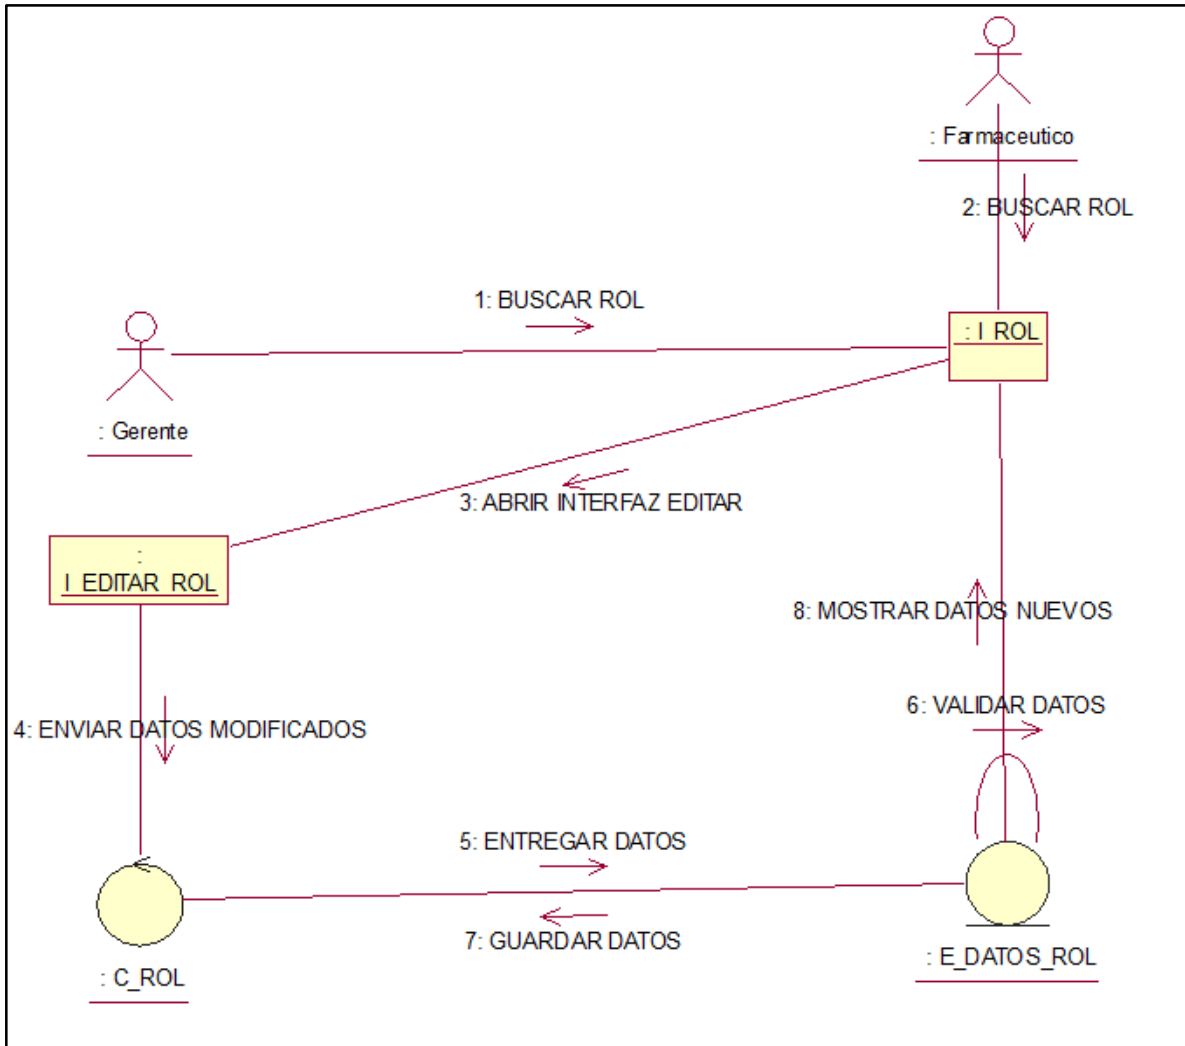 : Farmaceutico
2: BUSCAR ROL
1: BUSCAR ROL
: I_ROL
: Gerente
3: ABRIR INTERFAZ EDITAR
:
I_EDITAR_ROL
8: MOSTRAR DATOS NUEVOS
6: VALIDAR DATOS
4: ENVIAR DATOS MODIFICADOS
5: ENTREGAR DATOS
7: GUARDAR DATOS
: E_DATOS_ROL
: C_ROL